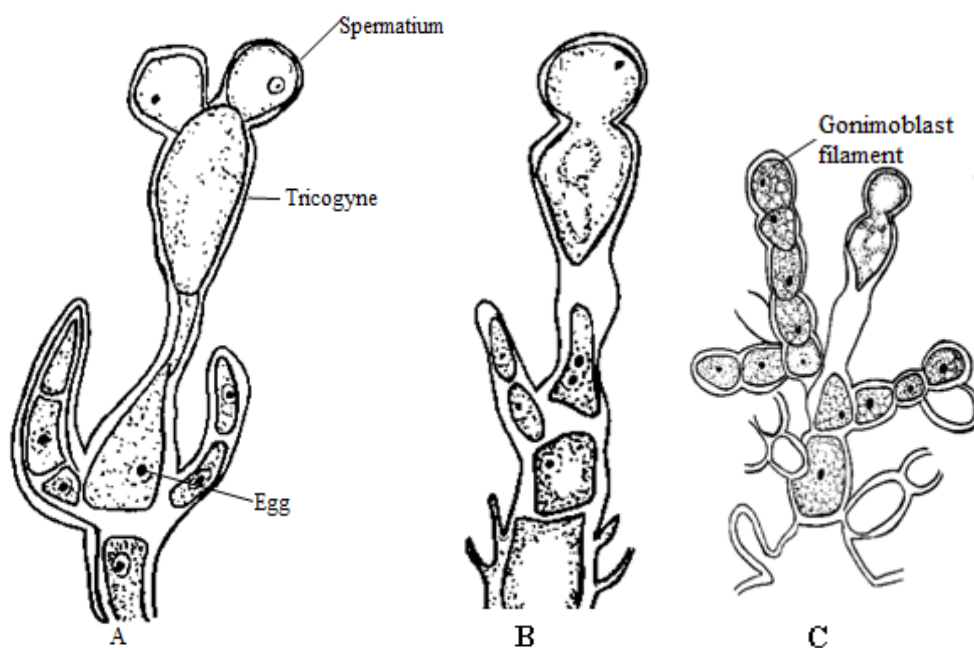 Spermatium
Tricogyne
Egg
Gonimoblast
filament
A
B
C